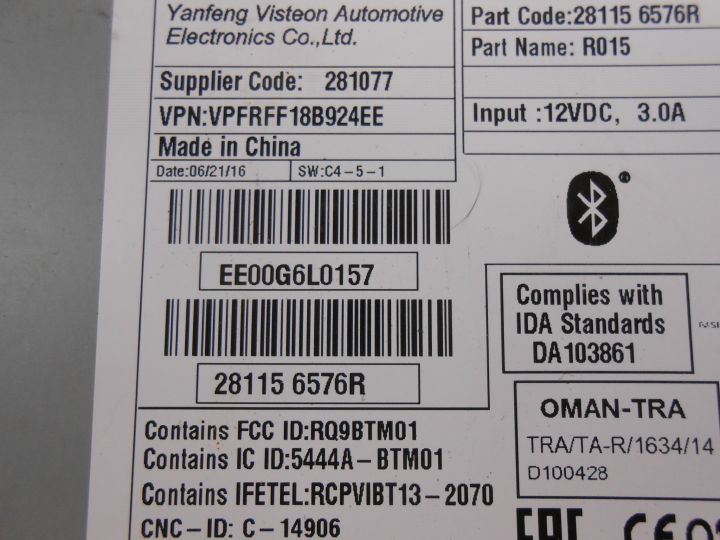 Yanfeng Visteon Automotive
Electronics Co.,Ltd.
Supplier Code: 281077
VPN:VPFRFF18B924EE
Made in China
Date:06/21/16 SW:C4-5-1
Part Code:28115 6576R
Part Name: R015
Input :12VDC, 3.0A
EE00G6L0157
28115 6576R
Complies with
IDA Standards
DA103861
OMAN-TRA
TRA/TA-R/1634/14
D100428
Contains FCC ID:RQ9BTM01
Contains IC ID:5444A-BTM01
Contains IFETEL:RCPVIBT13-2070
CNC-ID: C-14906
EAC CE